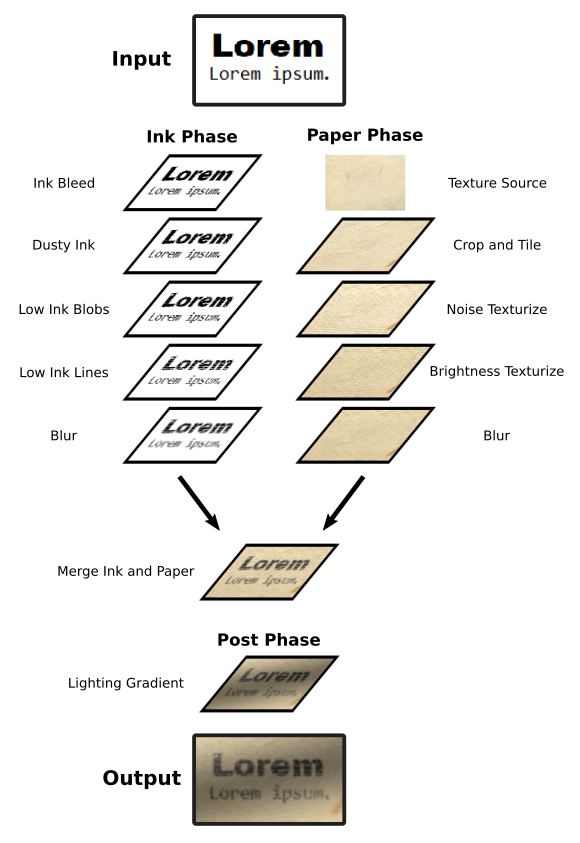 Input
Lorem
Lorem ipsum.
Ink Phase
Paper Phase
Ink Bleed
Lorem
Lorem ipsum.
Texture Source
Dusty Ink
Lorem
Lorem ipsum.
Crop and Tile
Low Ink Blobs
Lorem
Lorem ipsum.
Noise Texturize
Low Ink Lines
Lorem
Lorem ipsum.
Brightness Texturize
Blur
Lorem
Lorem ipsum.
Blur
Merge Ink and Paper
Lorem
Lorem ipsum.
Post Phase
Lighting Gradient
Lorem
Lorem ipsum.
Output
Lorem
Lorem ipsum.